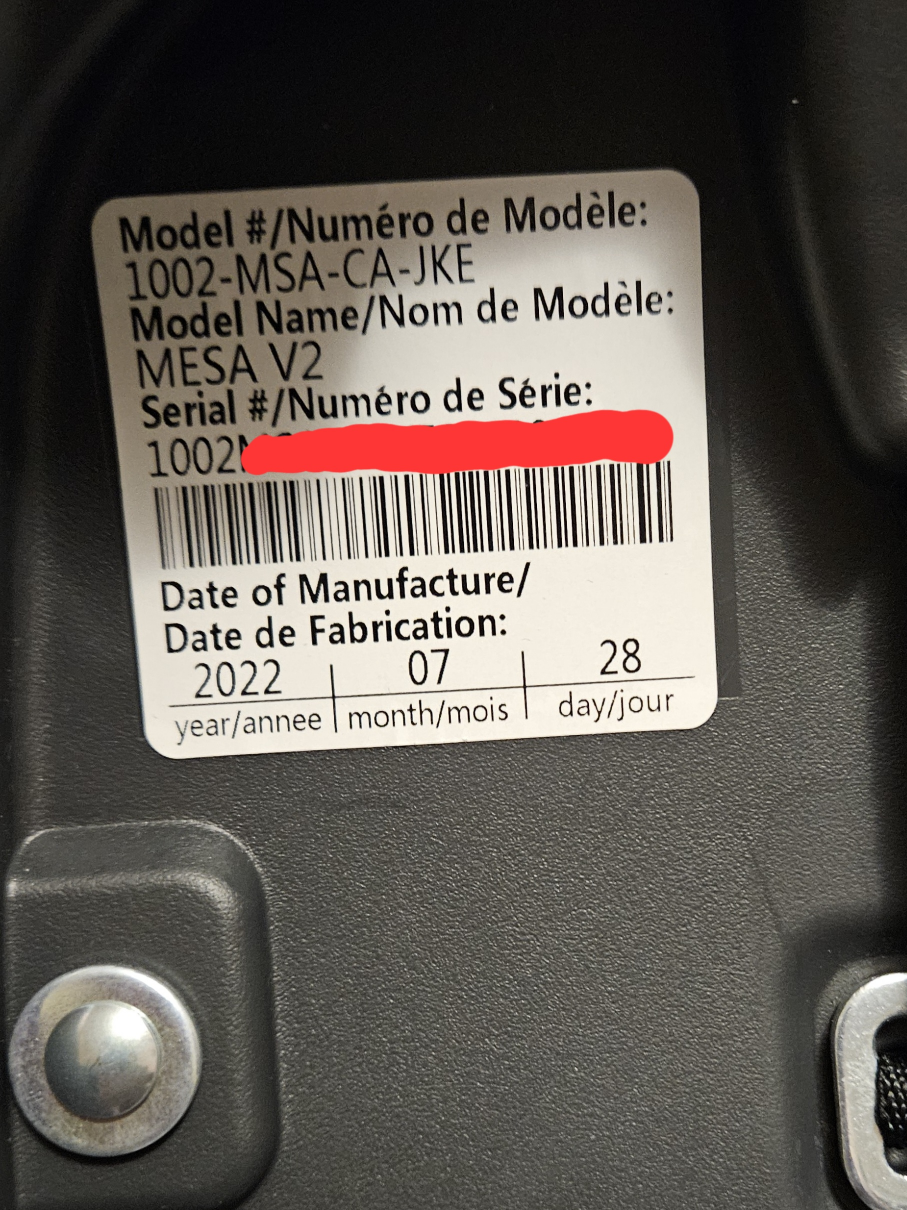 Model #/Numéro de Modèle:
1002-MSA-CA-JKE
Model Name/Nom de Modèle:
MESA V2
Serial #/Numéro de Série:
1002
Date of Manufacture/
Date de Fabrication:
2022 07 28
year/annee month/mois day/jour